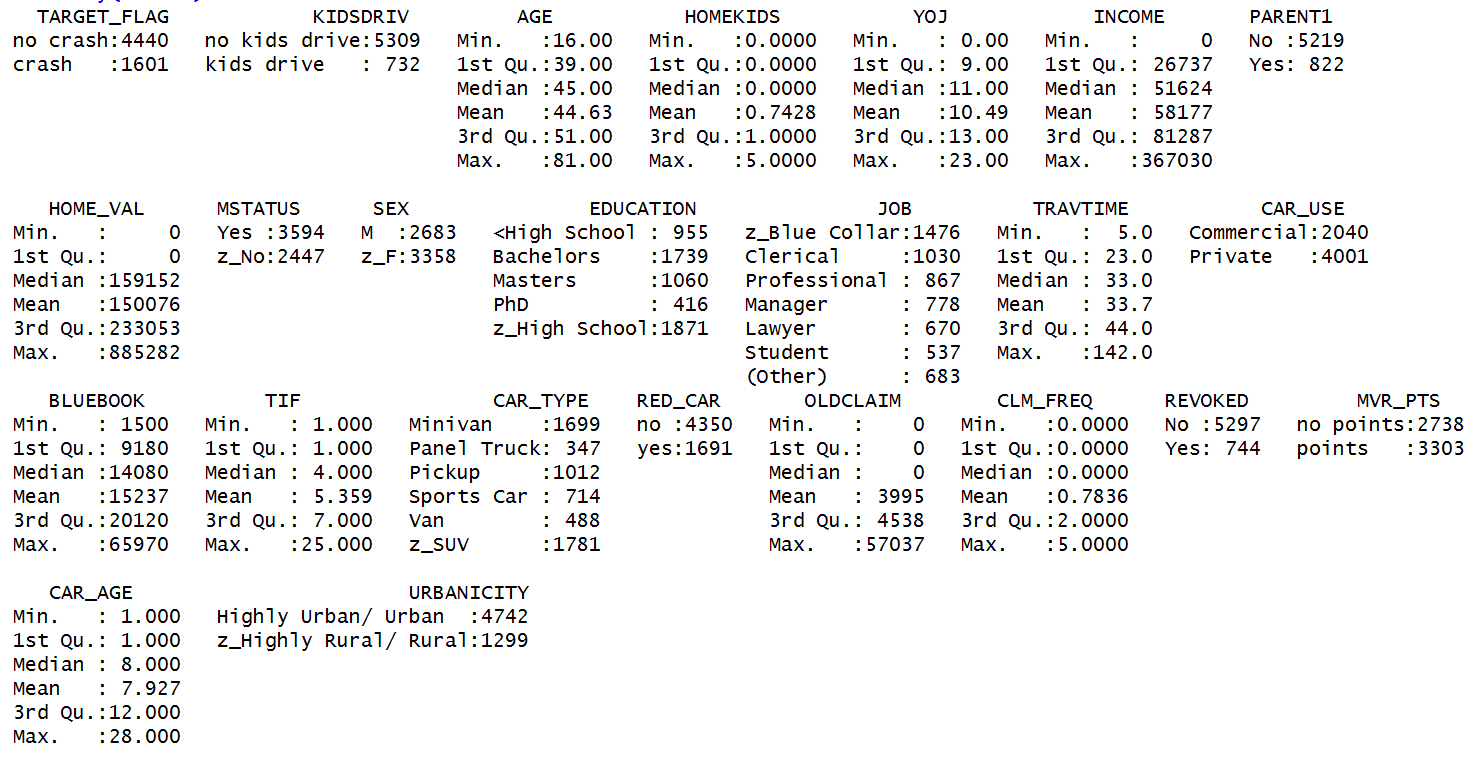 TARGET_FLAG KIDSDRIV AGE HOMEKIDS YOJ INCOME PARENT1
no crash:4440 no kids drive:5309 Min. :16.00 Min. :0.0000 Min. : 0.00 Min. : 0 No :5219
crash :1601 kids drive : 732 1st Qu.:39.00 1st Qu.:0.0000 1st Qu.: 9.00 1st Qu.: 26737 Yes: 822
Median :45.00 Median :0.0000 Median :11.00 Median : 51624
Mean :44.63 Mean :0.7428 Mean :10.49 Mean : 58177
3rd Qu.:51.00 3rd Qu.:1.0000 3rd Qu.:13.00 3rd Qu.: 81287
Max. :81.00 Max. :5.0000 Max. :23.00 Max. :367030
HOME_VAL MSTATUS SEX EDUCATION JOB TRAVTIME CAR_USE
Min. : 0 Yes :3594 M :2683 <High School : 955 z_Blue Collar:1476 Min. : 5.0 Commercial:2040
1st Qu.: 0 z_No:2447 z_F:3358 Bachelors :1739 Clerical :1030 1st Qu.: 23.0 Private :4001
Median :159152 Masters :1060 Professional : 867 Median : 33.0
Mean :150076 PhD : 416 Manager : 778 Mean : 33.7
3rd Qu.:233053 z_High School:1871 Lawyer : 670 3rd Qu.: 44.0
Max. :885282 Student : 537 Max. :142.0
(Other) : 683
BLUEBOOK TIF CAR_TYPE RED_CAR OLDCLAIM CLM_FREQ REVOKED MVR_PTS
Min. : 1500 Min. : 1.000 Minivan :1699 no :4350 Min. : 0 Min. :0.0000 No :5297 no points:2738
1st Qu.: 9180 1st Qu.: 1.000 Panel Truck: 347 yes:1691 1st Qu.: 0 1st Qu.:0.0000 Yes: 744 points :3303
Median :14080 Median : 4.000 Pickup :1012 Median : 0 Median :0.0000
Mean :15237 Mean : 5.359 Sports Car : 714 Mean : 3995 Mean :0.7836
3rd Qu.:20120 3rd Qu.: 7.000 Van : 488 3rd Qu.: 4538 3rd Qu.:2.0000
Max. :65970 Max. :25.000 z_SUV :1781 Max. :57037 Max. :5.0000
CAR_AGE URBANICITY
Min. : 1.000 Highly Urban/ Urban :4742
1st Qu.: 1.000 z_Highly Rural/ Rural:1299
Median : 8.000
Mean : 7.927
3rd Qu.:12.000
Max. :28.000